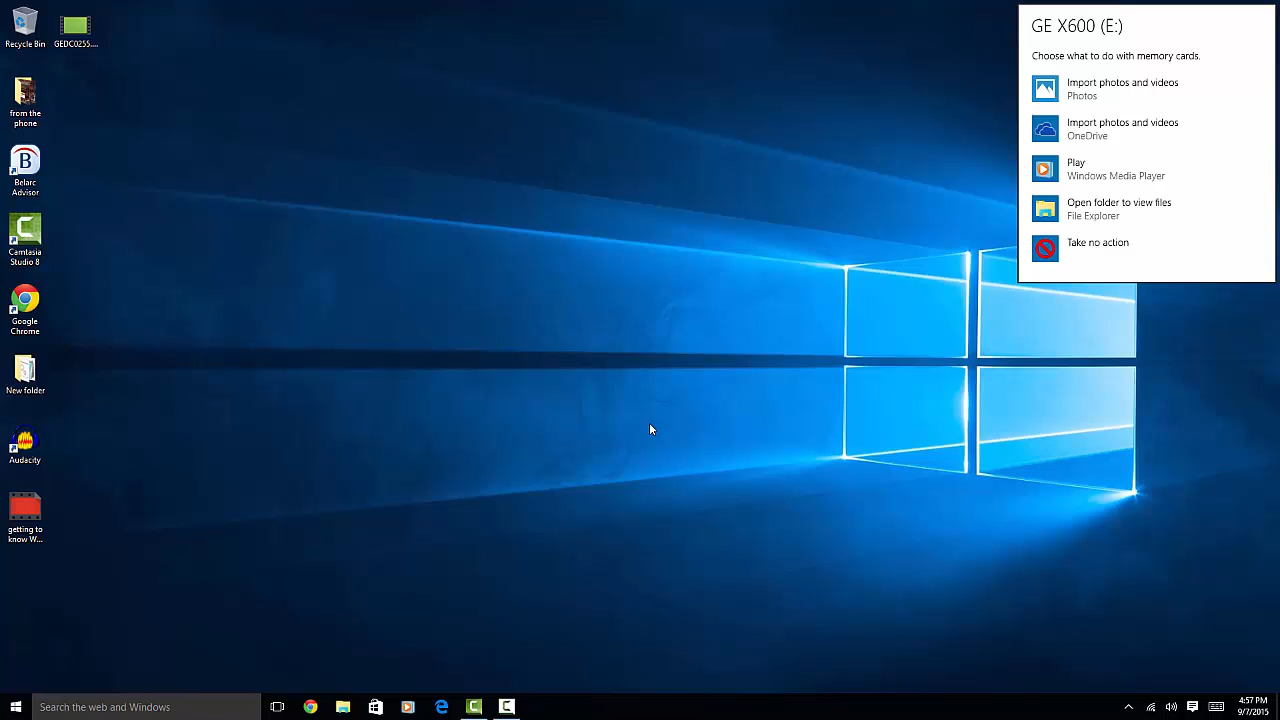 Recycle Bin
GEDC0255....
from the
phone
Belarc
Advisor
Camtasia
Studio 8
Google
Chrome
New folder
Audacity
getting to
know W...
GE X600 (E:)
Choose what to do with memory cards.
Import photos and videos
Photos
Import photos and videos
OneDrive
Play
Windows Media Player
Open folder to view files
File Explorer
Take no action
Search the web and Windows
4:57 PM
9/7/2015